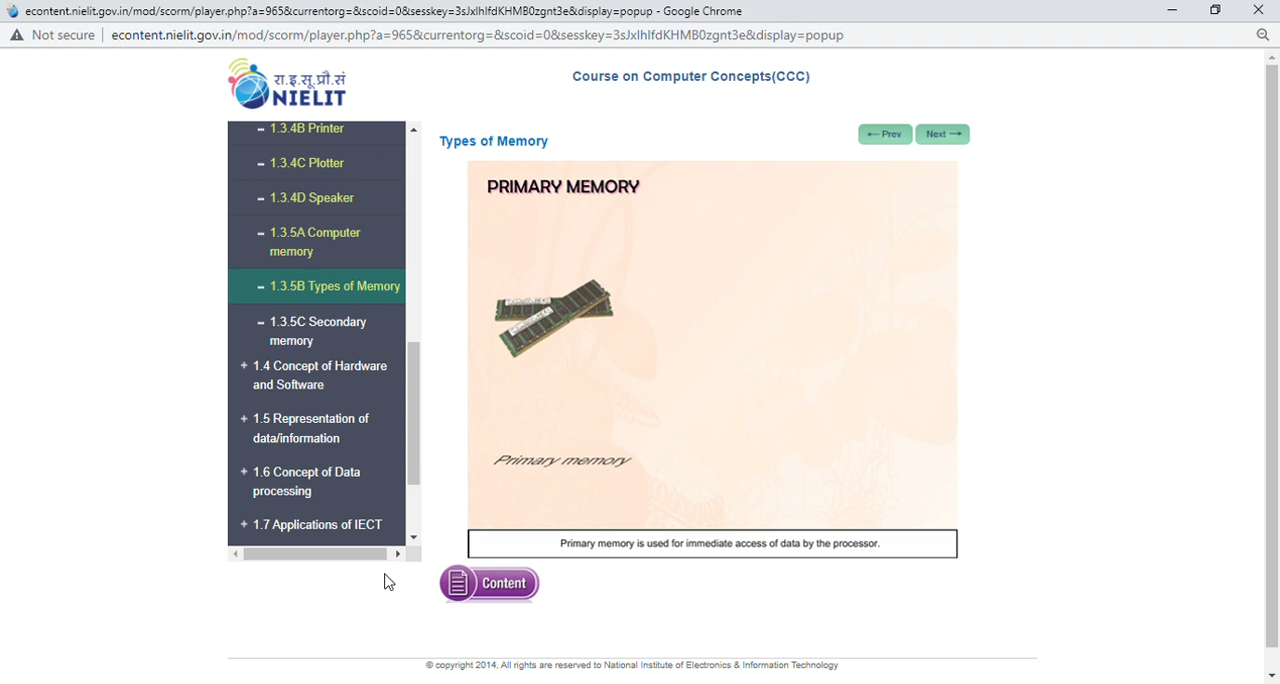 econtent.nielit.gov.in/mod/scorm/player.php?a=965&currentorg=&scoid=0&sesskey=3sJxlhIfdKHMB0zgnt3e&display=popup - Google Chrome
Not secure
econtent.nielit.gov.in/mod/scorm/player.php?a=965&currentorg=&scoid=0&sesskey=3sJxlhIfdKHMB0zgnt3e&display=popup
रा.इ.सू.प्रौ.सं
NIELIT
Course on Computer Concepts(CCC)
1.3.4B Printer
1.3.4C Plotter
1.3.4D Speaker
1.3.5A Computer
memory
1.3.5B Types of Memory
1.3.5C Secondary
memory
+ 1.4 Concept of Hardware
and Software
+ 1.5 Representation of
data/information
+ 1.6 Concept of Data
processing
+ 1.7 Applications of IECT
Types of Memory
← Prev
Next →
PRIMARY MEMORY
Primary memory
Primary memory is used for immediate access of data by the processor.
Content
© copyright 2014, All rights are reserved to National Institute of Electronics & Information Technology